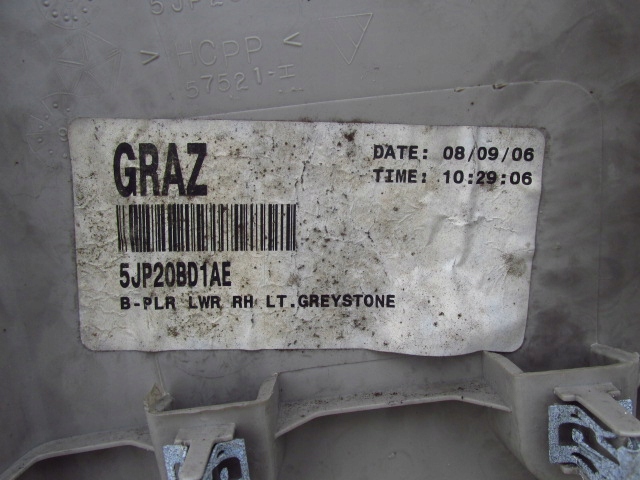 > HCPP <
57521-I
GRAZ
DATE: 08/09/06
TIME: 10:29:06
5JP20BD1AE
B-PLR LWR RH LT.GREYSTONE